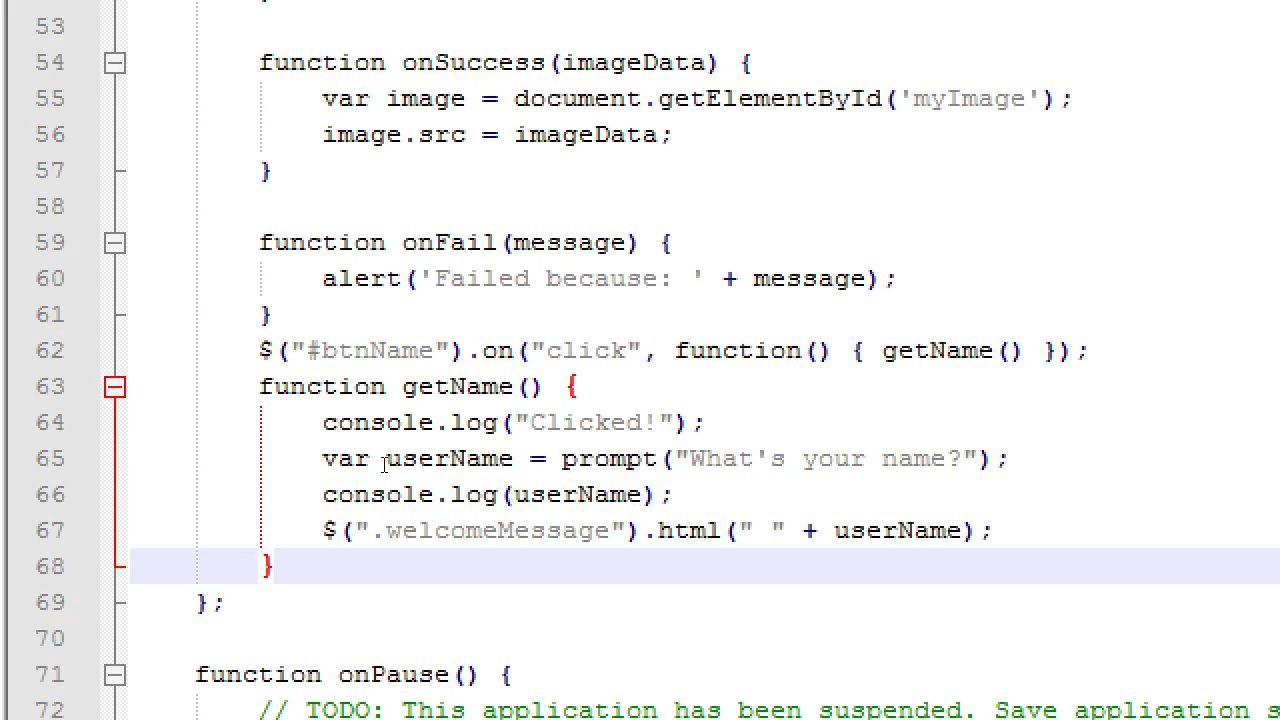 53
54 function onSuccess(imageData) {
55 var image = document.getElementById('myImage');
56 image.src = imageData;
57 }
58
59 function onFail(message) {
60 alert('Failed because: ' + message);
61 }
62 $("#btnName").on("click", function() { getName() });
63 function getName() {
64 console.log("Clicked!");
65 var userName = prompt("What's your name?");
66 console.log(userName);
67 $(".welcomeMessage").html(" " + userName);
68 }
69 };
70
71 function onPause() {
72 // TODO: This application has been suspended. Save application s